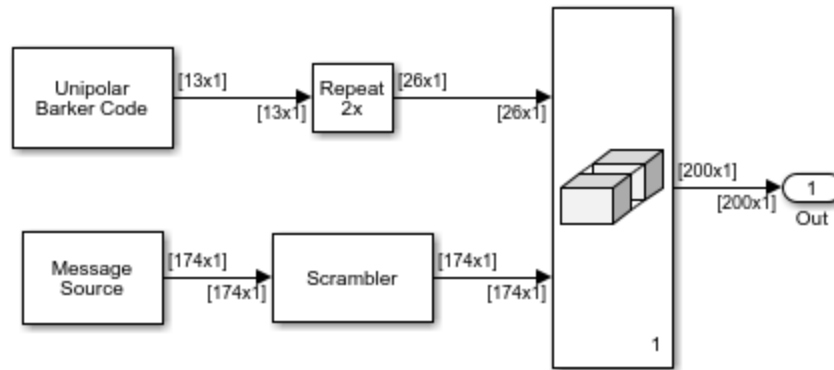 Unipolar
Barker Code
[13x1]
[13x1]
Repeat
2x
[26x1]
[26x1]
Message
Source
[174x1]
[174x1]
Scrambler
[174x1]
[174x1]
1
[200x1]
[200x1]
1
Out